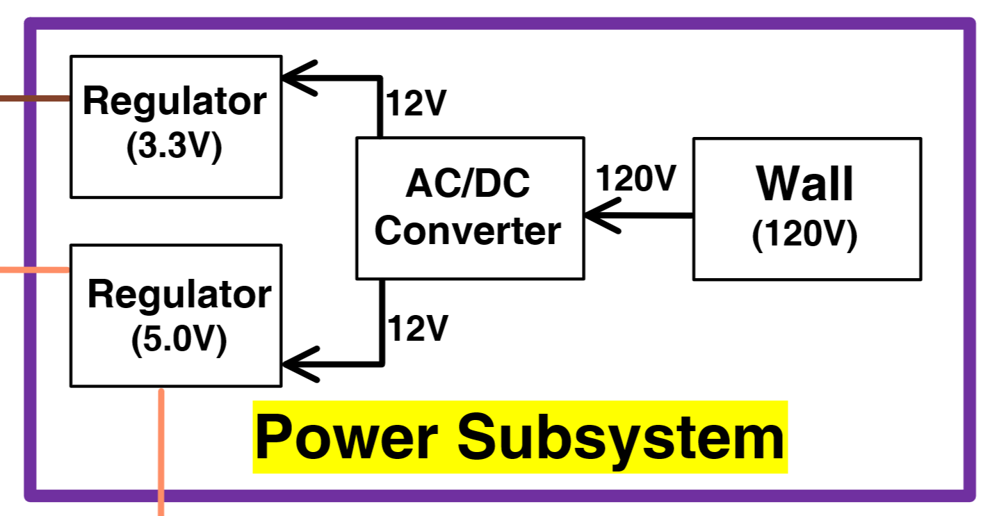 Regulator
(3.3V)
12V
AC/DC
Converter
120V
Wall
(120V)
Regulator
(5.0V)
12V
Power Subsystem